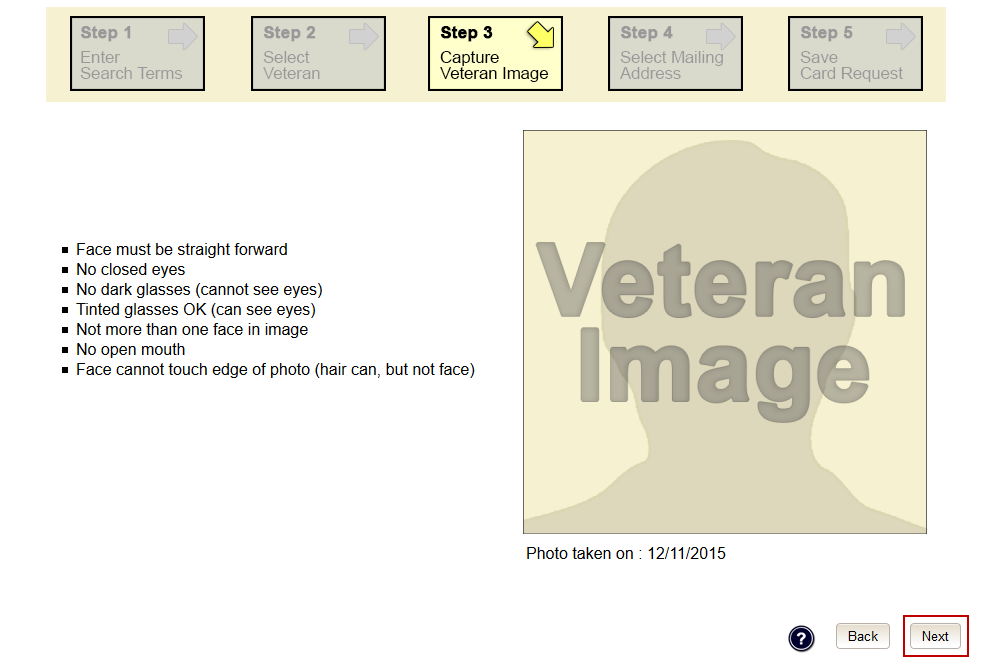 Step 1
Enter
Search Terms
Step 2
Select
Veteran
Step 3
Capture
Veteran Image
Step 4
Select Mailing
Address
Step 5
Save
Card Request
Face must be straight forward
No closed eyes
No dark glasses (cannot see eyes)
Tinted glasses OK (can see eyes)
Not more than one face in image
No open mouth
Face cannot touch edge of photo (hair can, but not face)
Veteran
Image
Photo taken on : 12/11/2015
? Back Next